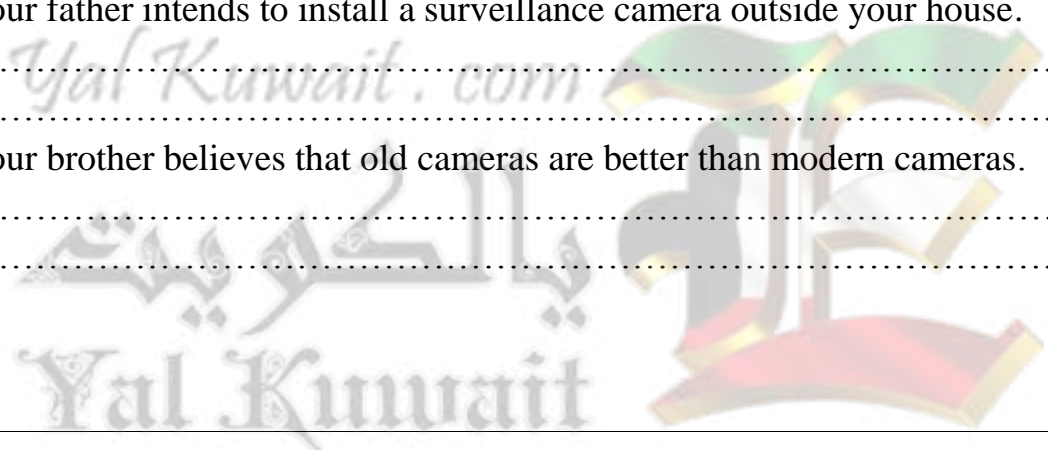 our father intends to install a surveillance camera outside your house.
Yal Kuwait . com
................................................................................
................................................................................
our brother believes that old cameras are better than modern cameras.
................................................................................
................................................................................
يالكويت
Yal Kuwait